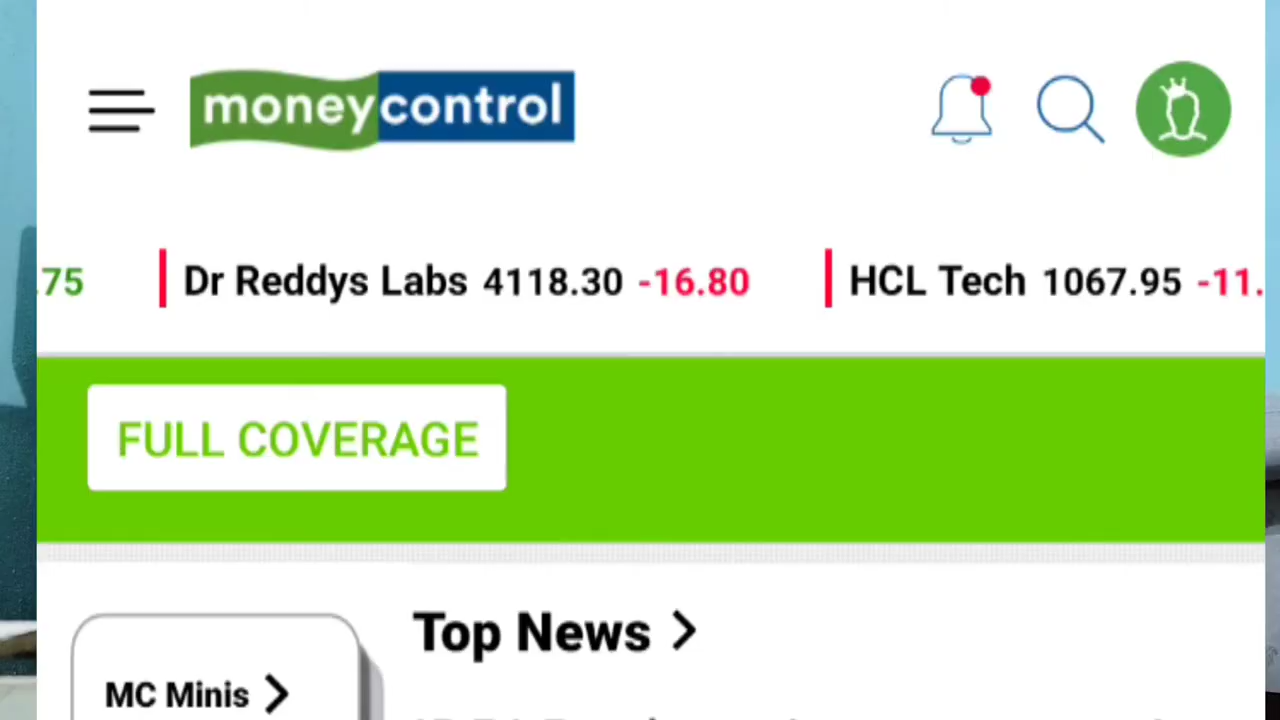 moneycontrol
.75 Dr Reddys Labs 4118.30 -16.80 HCL Tech 1067.95 -11.
FULL COVERAGE
Top News
MC Minis